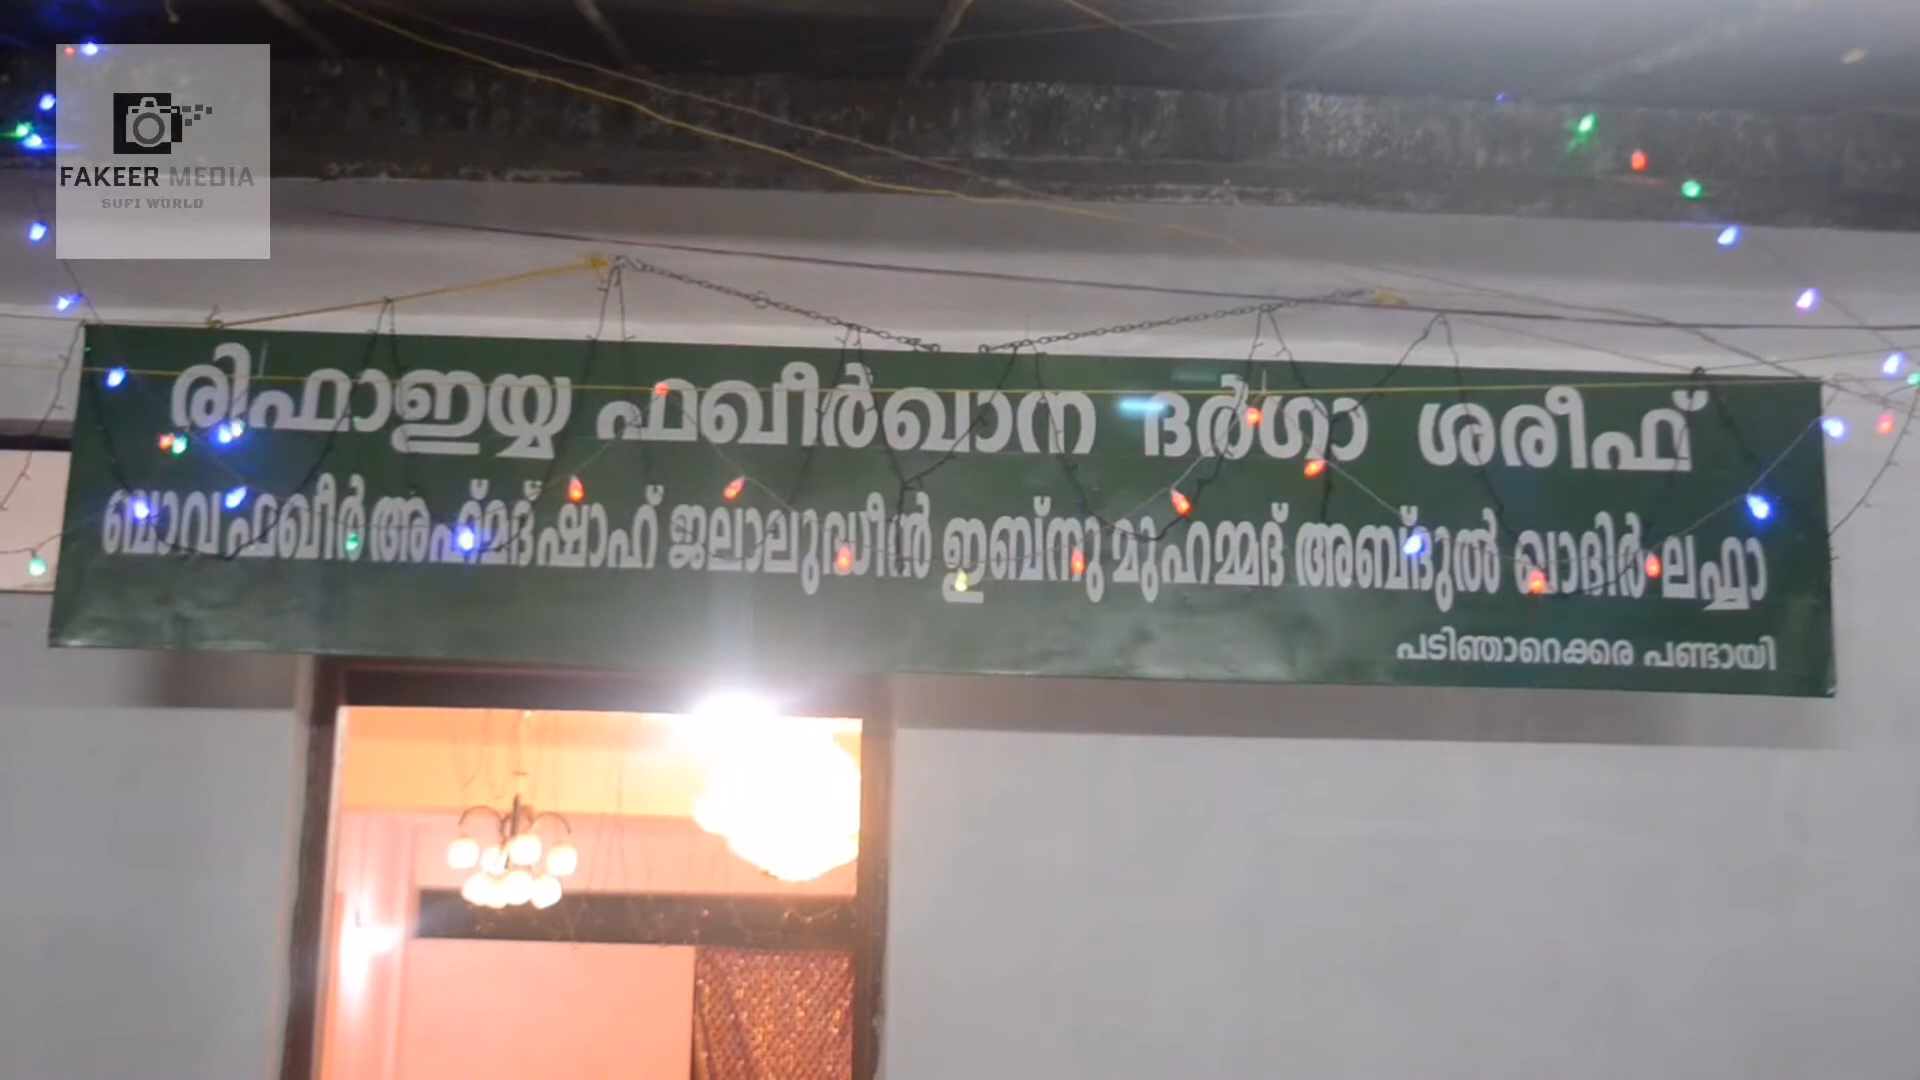 FAKEER MEDIA
SUFI WORLD
രിഫാഇയ്യ ഫഖീർഖാന ദർഗാ ശരീഫ്
ബാവ ഫഖീർ അഹ്മദ് ഷാഹ് ജലാലുദ്ധീൻ ഇബ്നു മുഹമ്മദ് അബ്ദുൽ ഖാദിർ ലഫ്ഫാ
പടിഞാറെക്കര പണ്ടായി